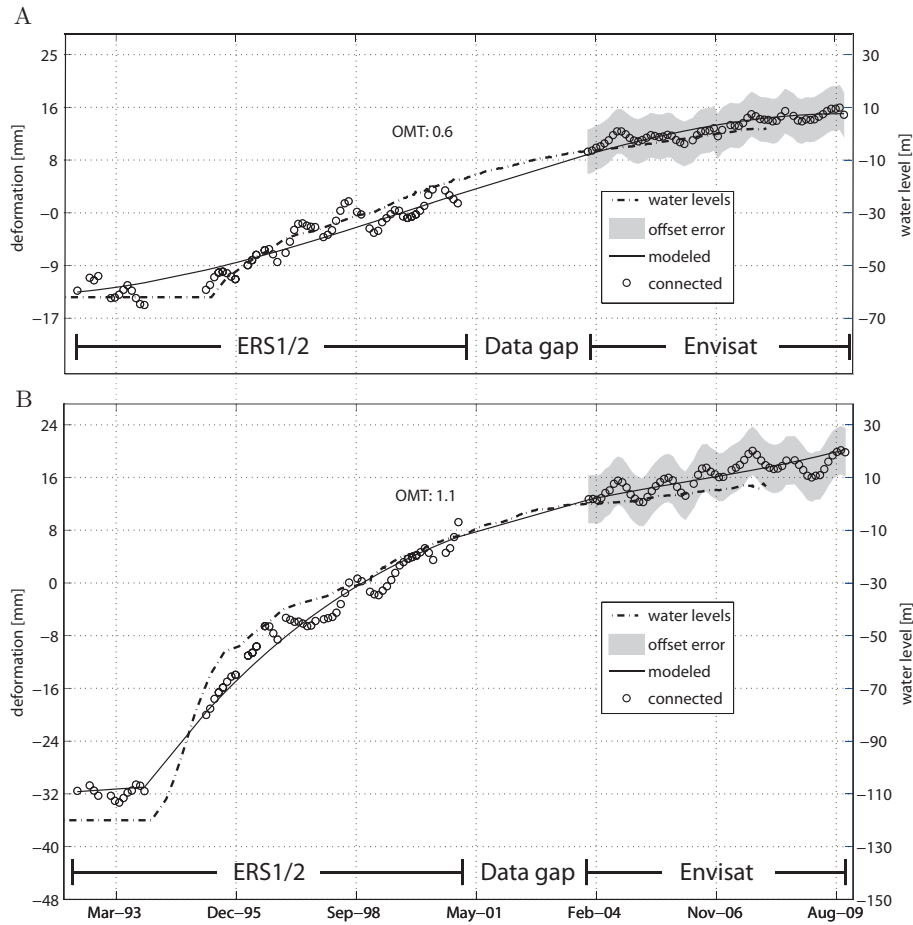 A
25
16
8
−0
−9
−17
deformation [mm]
30
10
−10
−30
−50
−70
water level [m]
OMT: 0.6
water levels
offset error
modeled
connected
ERS1/2
Data gap
Envisat
B
24
16
8
0
−8
−16
−24
−32
−40
−48
deformation [mm]
30
10
−10
−30
−50
−70
−90
−110
−130
−150
water level [m]
OMT: 1.1
water levels
offset error
modeled
connected
ERS1/2
Data gap
Envisat
Mar−93 Dec−95 Sep−98 May−01 Feb−04 Nov−06 Aug−09